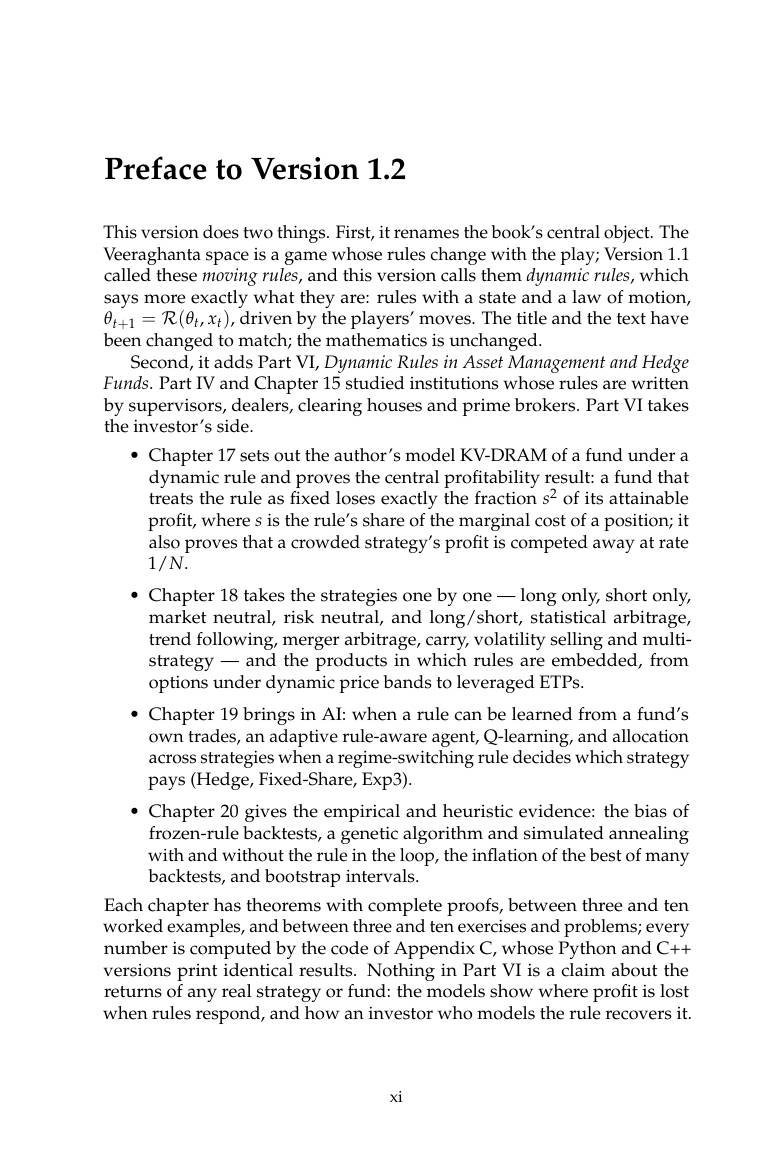 Preface to Version 1.2
This version does two things. First, it renames the book's central object. The
Veeraghanta space is a game whose rules change with the play; Version 1.1
called these moving rules, and this version calls them dynamic rules, which
says more exactly what they are: rules with a state and a law of motion,
θₜ₊₁ = ℛ(θₜ, xₜ), driven by the players' moves. The title and the text have
been changed to match; the mathematics is unchanged.
Second, it adds Part VI, Dynamic Rules in Asset Management and Hedge
Funds. Part IV and Chapter 15 studied institutions whose rules are written
by supervisors, dealers, clearing houses and prime brokers. Part VI takes
the investor's side.
• Chapter 17 sets out the author's model KV-DRAM of a fund under a
dynamic rule and proves the central profitability result: a fund that
treats the rule as fixed loses exactly the fraction s² of its attainable
profit, where s is the rule's share of the marginal cost of a position; it
also proves that a crowded strategy's profit is competed away at rate
1/N.
• Chapter 18 takes the strategies one by one — long only, short only,
market neutral, risk neutral, and long/short, statistical arbitrage,
trend following, merger arbitrage, carry, volatility selling and multi-
strategy — and the products in which rules are embedded, from
options under dynamic price bands to leveraged ETPs.
• Chapter 19 brings in AI: when a rule can be learned from a fund's
own trades, an adaptive rule-aware agent, Q-learning, and allocation
across strategies when a regime-switching rule decides which strategy
pays (Hedge, Fixed-Share, Exp3).
• Chapter 20 gives the empirical and heuristic evidence: the bias of
frozen-rule backtests, a genetic algorithm and simulated annealing
with and without the rule in the loop, the inflation of the best of many
backtests, and bootstrap intervals.
Each chapter has theorems with complete proofs, between three and ten
worked examples, and between three and ten exercises and problems; every
number is computed by the code of Appendix C, whose Python and C++
versions print identical results. Nothing in Part VI is a claim about the
returns of any real strategy or fund: the models show where profit is lost
when rules respond, and how an investor who models the rule recovers it.
xi